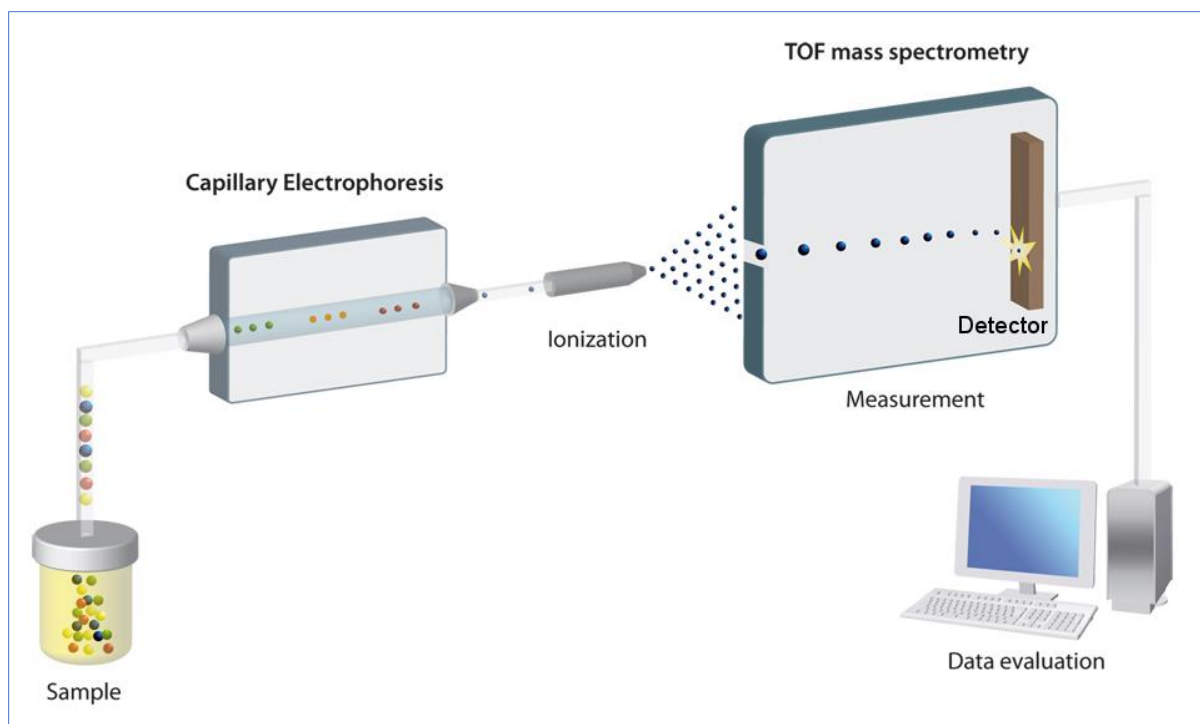 TOF mass spectrometry
Capillary Electrophoresis
Ionization
Detector
Measurement
Data evaluation
Sample